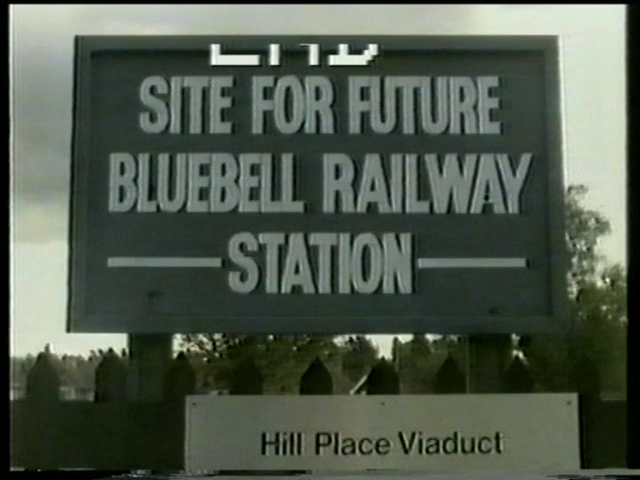 SITE FOR FUTURE
BLUEBELL RAILWAY
STATION
Hill Place Viaduct